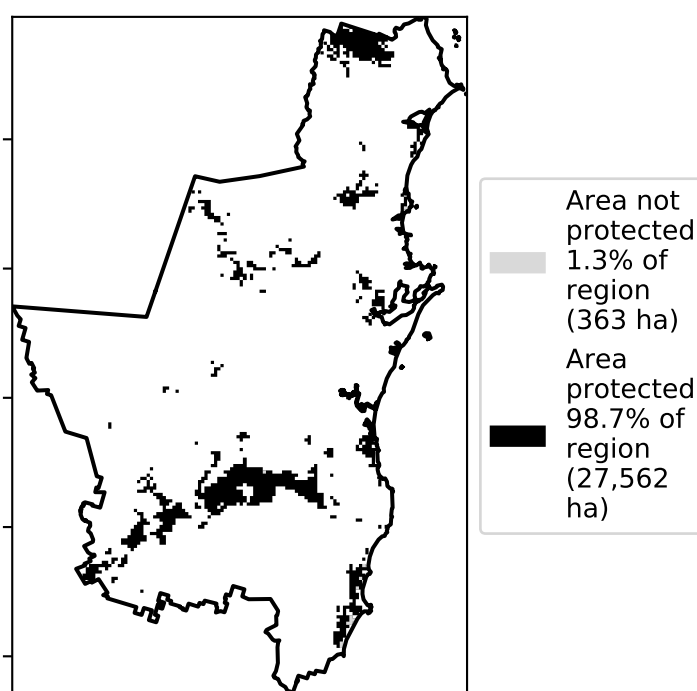 Area not
protected
1.3% of
region
(363 ha)
Area
protected
98.7% of
region
(27,562
ha)